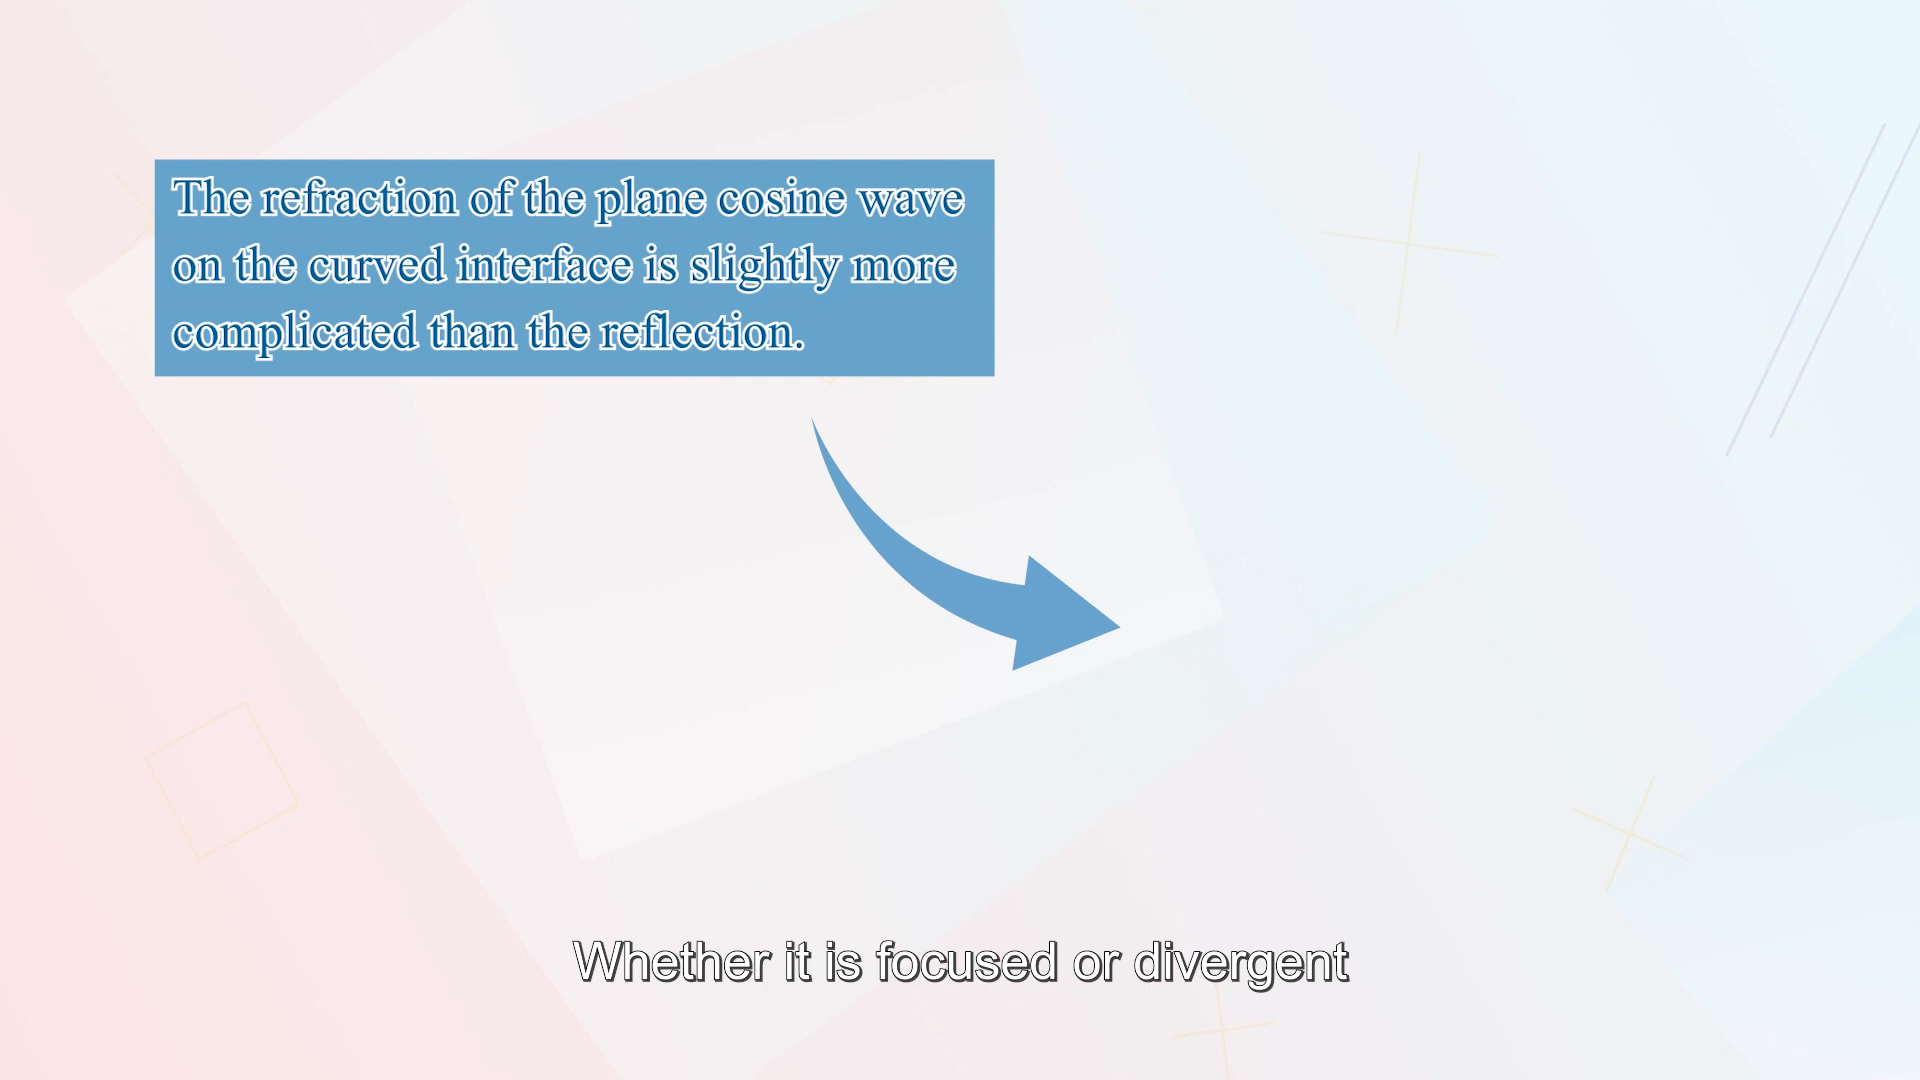 The refraction of the plane cosine wave
on the curved interface is slightly more
complicated than the reflection.
Whether it is focused or divergent